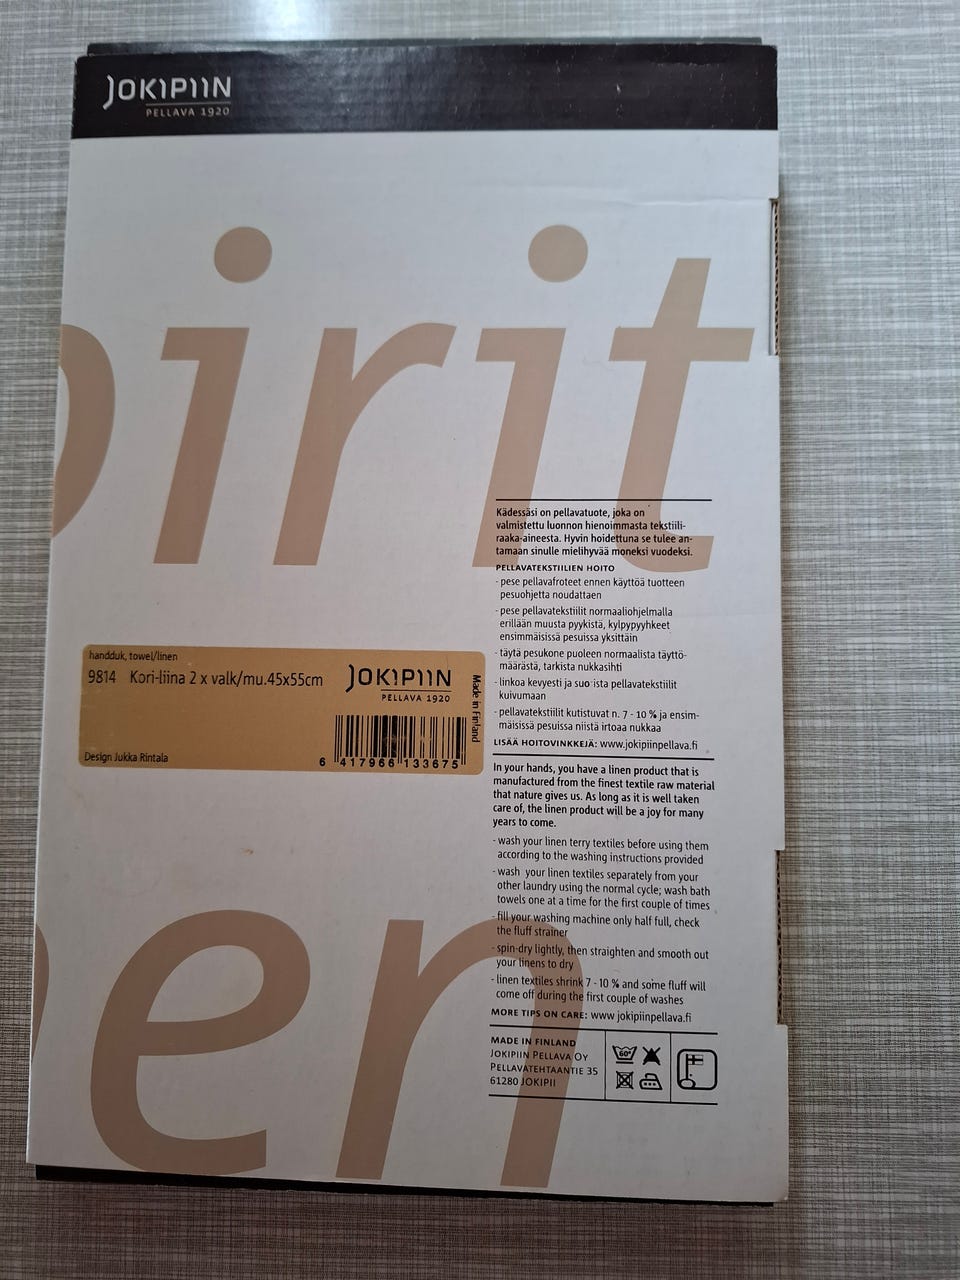 JOKIPIIN
PELLAVA 1920
pirit
Kädessäsi on pellavatuote, joka on
valmistettu luonnon hienoimmasta tekstiili-
raaka-aineesta. Hyvin hoidettuna se tulee an-
tamaan sinulle mielihyvää moneksi vuodeksi.
PELLAVATEKSTIILIEN HOITO
- pese pellavafroteet ennen käyttöä tuotteen
pesuohjetta noudattaen
- pese pellavatekstiilit normaaliohjelmalla
erillään muusta pyykistä, kylpypyyhkeet
ensimmäisissä pesuissa yksittäin
- täytä pesukone puoleen normaalista täyttö-
määrästä, tarkista nukkasihti
- linkoa kevyesti ja suorista pellavatekstiilit
kuivumaan
- pellavatekstiilit kutistuvat n. 7 - 10 % ja ensim-
mäisissä pesuissa niistä irtoaa nukkaa
LISÄÄ HOITOVINKKEJÄ: www.jokipiinpellava.fi
handduk, towel/linen
9814 Kori-liina 2 x valk/mu.45x55cm
JOKIPIIN
PELLAVA 1920
Made in Finland
Design Jukka Rintala
6 417966 133675
In your hands, you have a linen product that is
manufactured from the finest textile raw material
that nature gives us. As long as it is well taken
care of, the linen product will be a joy for many
years to come.
- wash your linen terry textiles before using them
according to the washing instructions provided
- wash your linen textiles separately from your
other laundry using the normal cycle; wash bath
towels one at a time for the first couple of times
- fill your washing machine only half full, check
the fluff strainer
- spin-dry lightly, then straighten and smooth out
your linens to dry
- linen textiles shrink 7 - 10 % and some fluff will
come off during the first couple of washes
MORE TIPS ON CARE: www.jokipiinpellava.fi
en
MADE IN FINLAND
JOKIPIIN PELLAVA OY
PELLAVATEHTAANTIE 35
61280 JOKIPII
60°